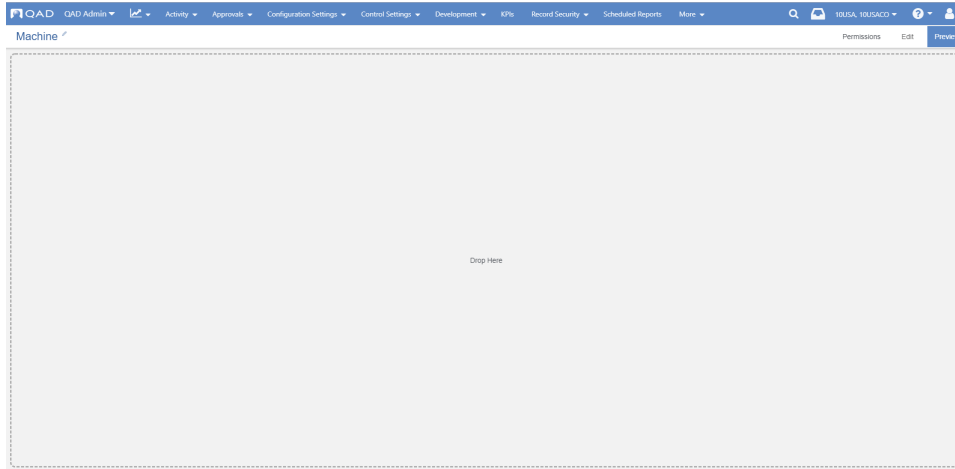 QAD QAD Admin Activity Approvals Configuration Settings Control Settings Development KPIs Record Security Scheduled Reports More 10USA, 10USACO ?
Machine Permissions Edit Previe
Drop Here